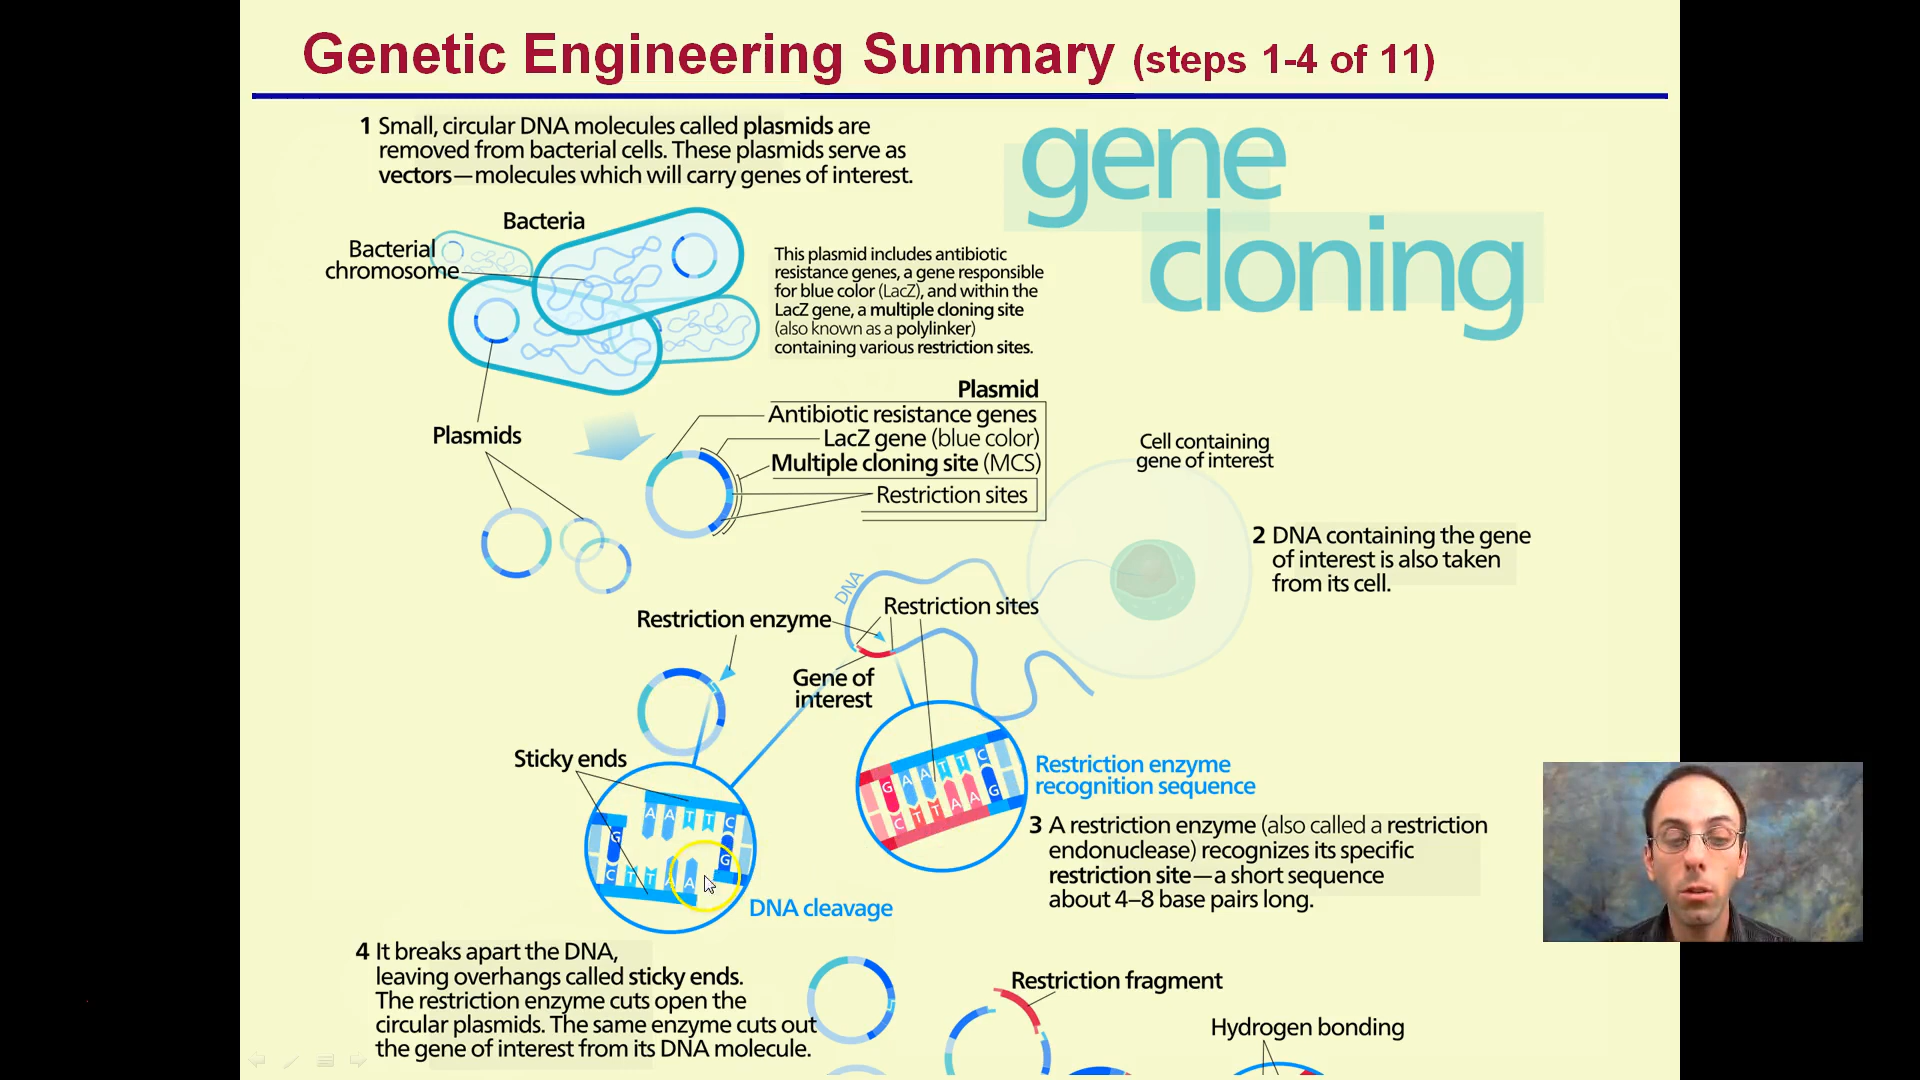 Genetic Engineering Summary (steps 1-4 of 11)
1 Small, circular DNA molecules called plasmids are
removed from bacterial cells. These plasmids serve as
vectors—molecules which will carry genes of interest.
gene
cloning
Bacteria
Bacterial
chromosome
This plasmid includes antibiotic
resistance genes, a gene responsible
for blue color (LacZ), and within the
LacZ gene, a multiple cloning site
(also known as a polylinker)
containing various restriction sites.
Plasmids
Plasmid
Antibiotic resistance genes
LacZ gene (blue color)
Multiple cloning site (MCS)
Restriction sites
Cell containing
gene of interest
2 DNA containing the gene
of interest is also taken
from its cell.
DNA
Restriction sites
Restriction enzyme
Gene of
interest
Sticky ends
G A A T T C
C T T A A G
Restriction enzyme
recognition sequence
A A T T C
G
G
C T T A A
DNA cleavage
3 A restriction enzyme (also called a restriction
endonuclease) recognizes its specific
restriction site—a short sequence
about 4–8 base pairs long.
4 It breaks apart the DNA,
leaving overhangs called sticky ends.
The restriction enzyme cuts open the
circular plasmids. The same enzyme cuts out
the gene of interest from its DNA molecule.
Restriction fragment
Hydrogen bonding